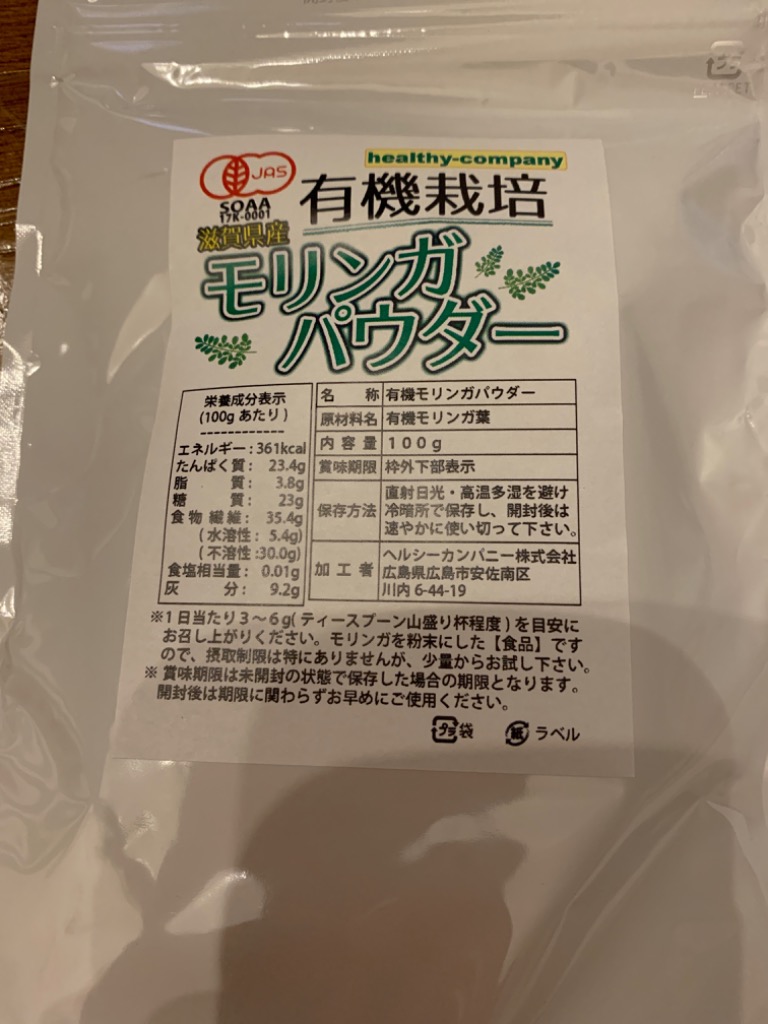 healthy-company
JAS
SOAA
17K-0001
有機栽培
滋賀県産
モリンガ
パウダー
栄養成分表示
(100gあたり)
------------
エネルギー:361kcal
たんぱく質: 23.4g
脂 質: 3.8g
糖 質: 23g
食物繊維: 35.4g
(水溶性: 5.4g)
(不溶性:30.0g)
食塩相当量: 0.01g
灰 分: 9.2g
名 称 有機モリンガパウダー
原材料名 有機モリンガ葉
内容量 100g
賞味期限 枠外下部表示
保存方法 直射日光・高温多湿を避け
冷暗所で保存し、開封後は
速やかに使い切って下さい。
加工者 ヘルシーカンパニー株式会社
広島県広島市安佐南区
川内6-44-19
※1日当たり3～6g(ティースプーン山盛り杯程度)を目安に
お召し上がりください。モリンガを粉末にした【食品】です
ので、摂取制限は特にありませんが、少量からお試し下さい。
※賞味期限は未開封の状態で保存した場合の期限となります。
開封後は期限に関わらずお早めにご使用ください。
プラ 袋 紙 ラベル